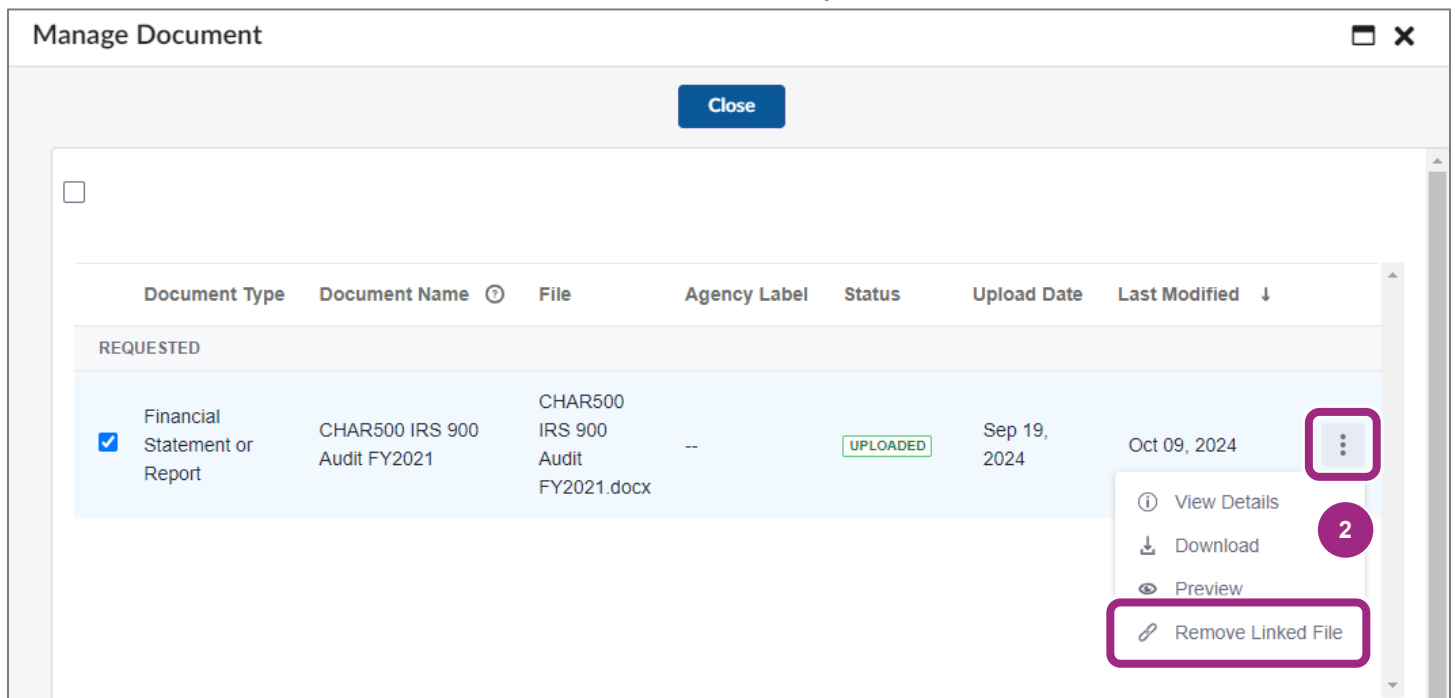 Manage Document
Close
Document Type
Document Name
File
Agency Label
Status
Upload Date
Last Modified ↓
REQUESTED
Financial
Statement or
Report
CHAR500 IRS 900
Audit FY2021
CHAR500
IRS 900
Audit
FY2021.docx
--
UPLOADED
Sep 19,
2024
Oct 09, 2024
View Details
2
Download
Preview
Remove Linked File